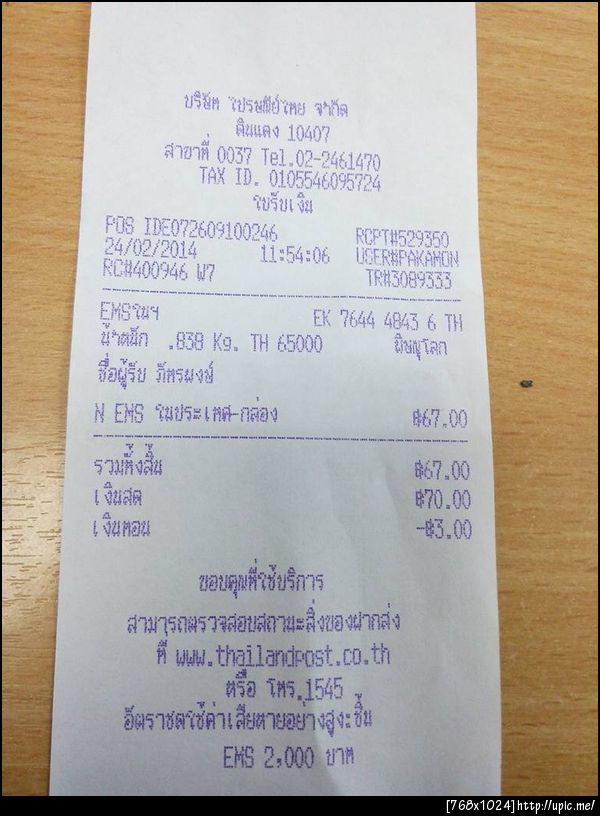 บริษัท ไปรษณีย์ไทย จำกัด
ดินแดง 10407
สาขาที่ 0037 Tel.02-2461470
TAX ID. 0105546095724
ใบรับเงิน
POS IDE072609100246 RCPT#529350
24/02/2014 11:54:06 USER#PAKAMON
RC#400946 W7 TR#3089333
EMSในฯ EK 7644 4843 6 TH
น้ำหนัก .838 Kg. TH 65000 พิษณุโลก
ชื่อผู้รับ ภัทรพงษ์
N EMS ในประเทศ-กล่อง ฿67.00
รวมทั้งสิ้น ฿67.00
เงินสด ฿70.00
เงินทอน -฿3.00
ขอบคุณที่ใช้บริการ
สามารถตรวจสอบสถานะสิ่งของฝากส่ง
ที่ www.thailandpost.co.th
หรือ โทร.1545
อัตราชดใช้ค่าเสียหายอย่างสูง:ชิ้น
EMS 2,000 บาท
[768x1024]http://upic.me/